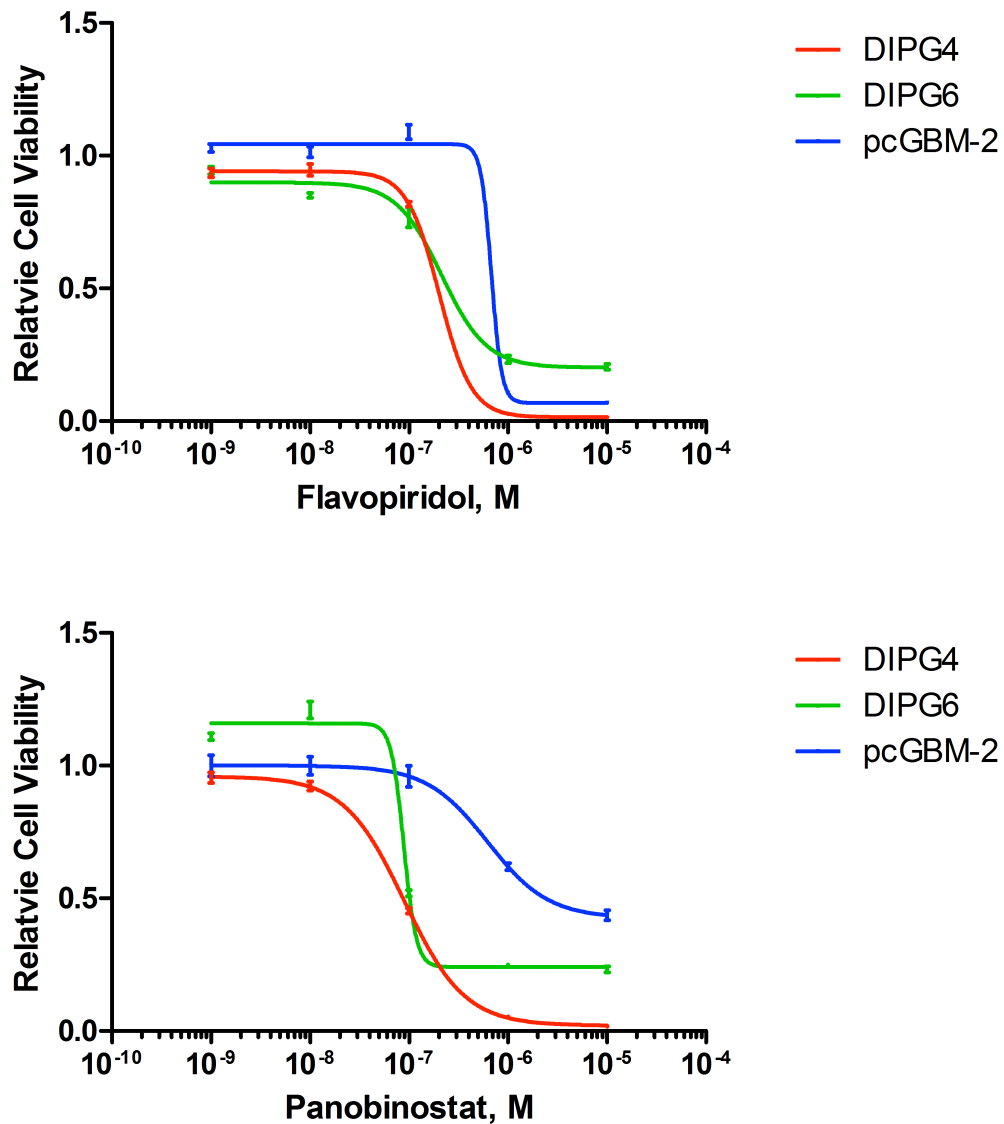 1.5
1.0
0.5
0.0
Relatvie Cell Viability
10-10 10-9 10-8 10-7 10-6 10-5 10-4
Flavopiridol, M
DIPG4
DIPG6
pcGBM-2
1.5
1.0
0.5
0.0
Relatvie Cell Viability
10-10 10-9 10-8 10-7 10-6 10-5 10-4
Panobinostat, M
DIPG4
DIPG6
pcGBM-2